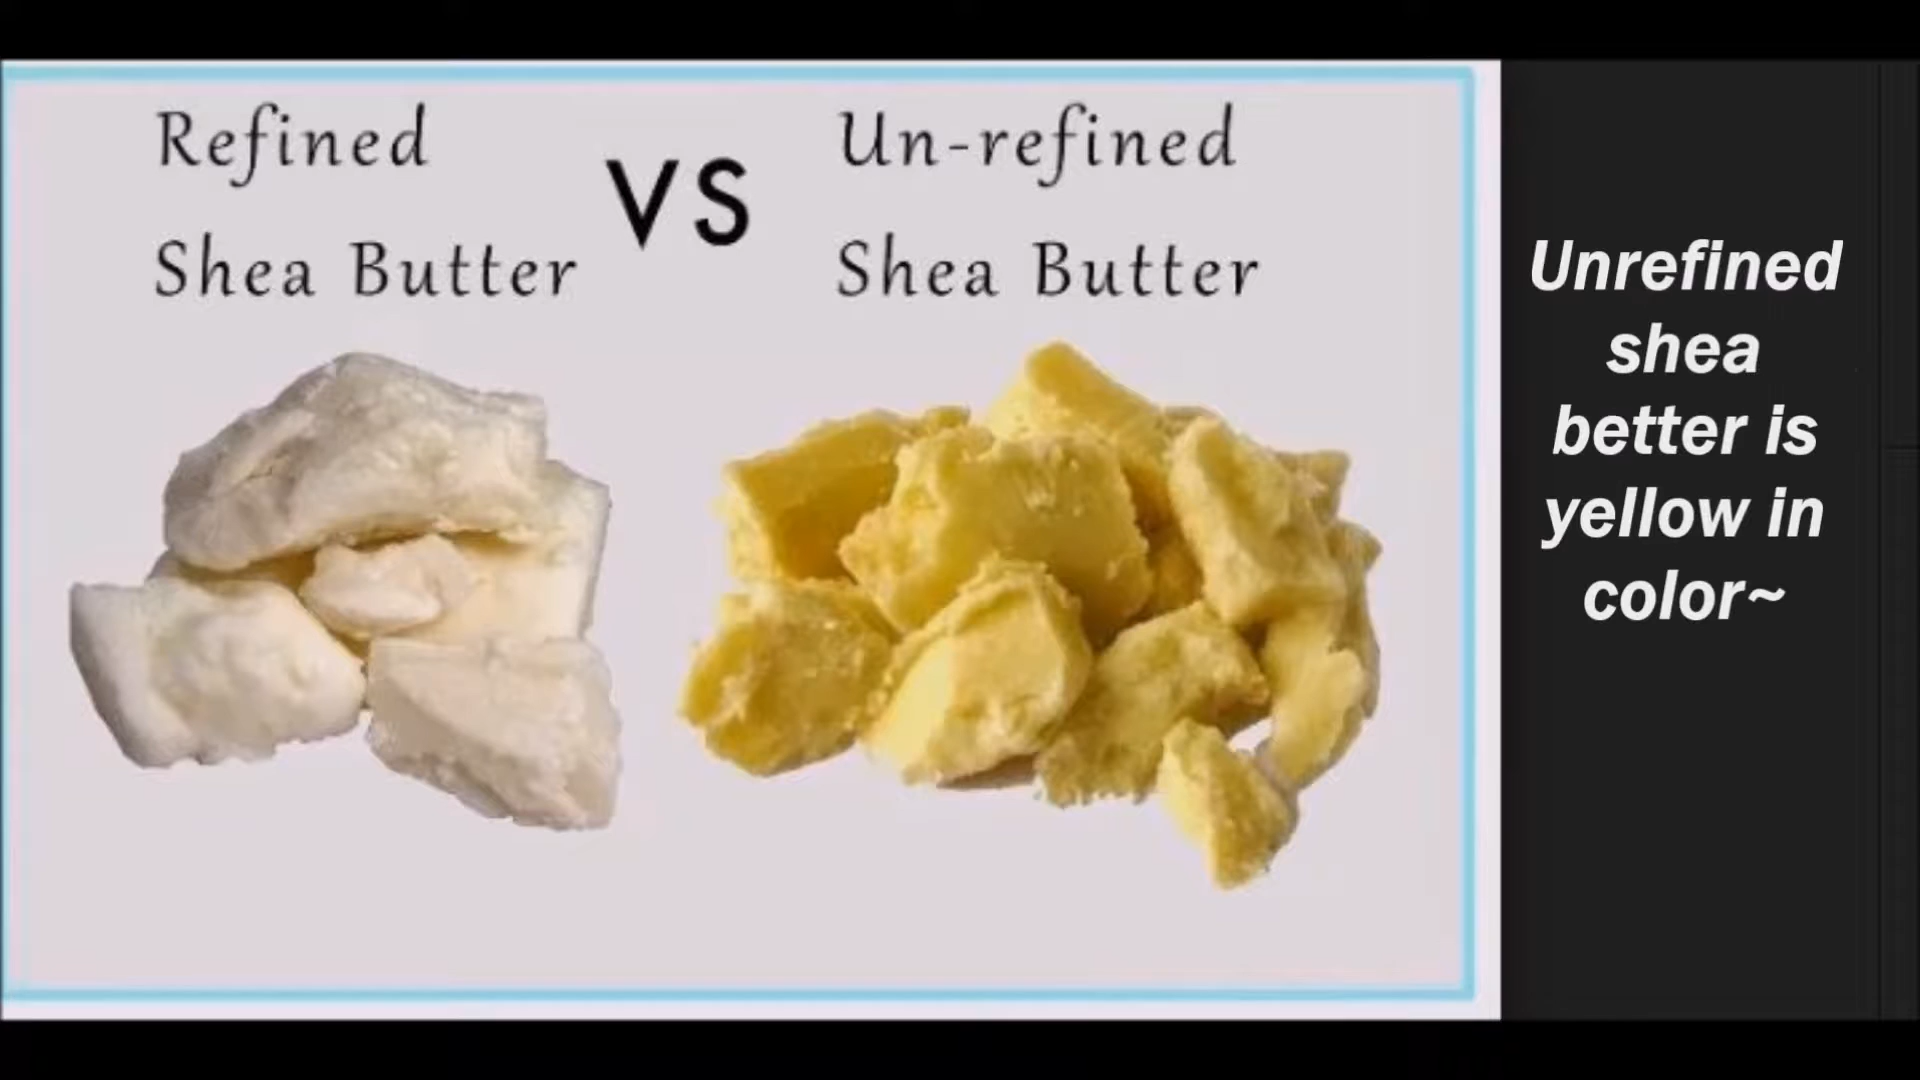 Refined
Shea Butter
VS
Un-refined
Shea Butter
Unrefined
shea
better is
yellow in
color~